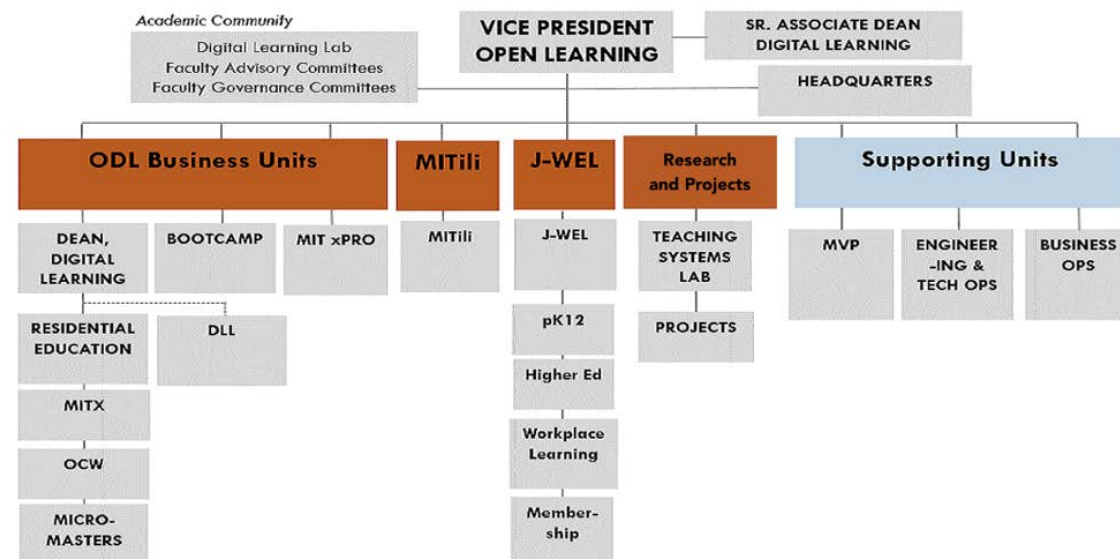 Academic Community
Digital Learning Lab
Faculty Advisory Committees
Faculty Governance Committees
VICE PRESIDENT
OPEN LEARNING
SR. ASSOCIATE DEAN
DIGITAL LEARNING
HEADQUARTERS
ODL Business Units
MITili
J-WEL
Research
and Projects
Supporting Units
DEAN,
DIGITAL
LEARNING
BOOTCAMP
MIT xPRO
MITili
J-WEL
TEACHING
SYSTEMS
LAB
MVP
ENGINEER
-ING &
TECH OPS
BUSINESS
OPS
RESIDENTIAL
EDUCATION
DLL
pK12
PROJECTS
MITX
Higher Ed
OCW
Workplace
Learning
MICRO-
MASTERS
Member-
ship